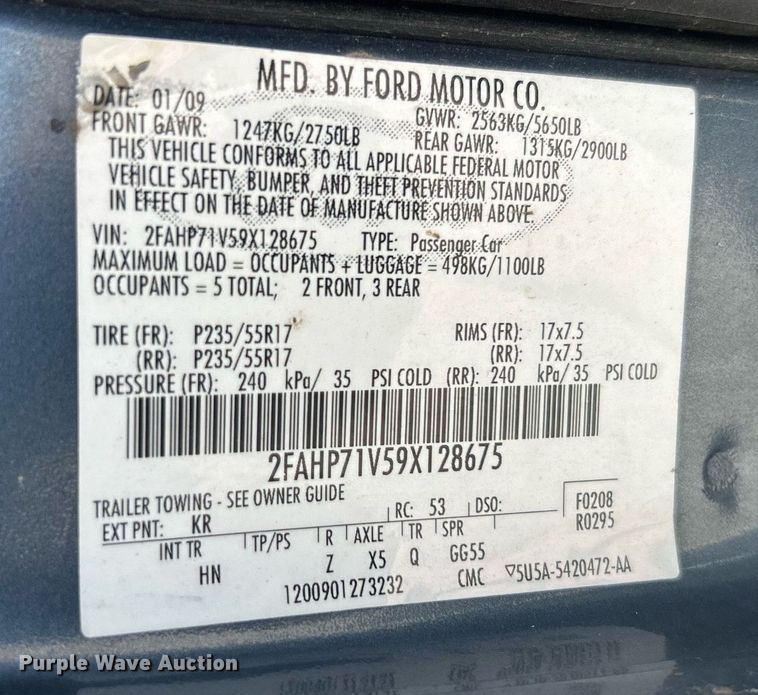 MFD. BY FORD MOTOR CO.
DATE: 01/09 GVWR: 2563KG/5650LB
FRONT GAWR: 1247KG/2750LB REAR GAWR: 1315KG/2900LB
THIS VEHICLE CONFORMS TO ALL APPLICABLE FEDERAL MOTOR
VEHICLE SAFETY, BUMPER, AND THEFT PREVENTION STANDARDS
IN EFFECT ON THE DATE OF MANUFACTURE SHOWN ABOVE.
VIN: 2FAHP71V59X128675 TYPE: Passenger Car
MAXIMUM LOAD = OCCUPANTS + LUGGAGE = 498KG/1100LB
OCCUPANTS = 5 TOTAL; 2 FRONT, 3 REAR
TIRE (FR): P235/55R17 RIMS (FR): 17x7.5
(RR): P235/55R17 (RR): 17x7.5
PRESSURE (FR): 240 kPa/ 35 PSI COLD (RR): 240 kPa/ 35 PSI COLD
2FAHP71V59X128675
TRAILER TOWING - SEE OWNER GUIDE
EXT PNT: KR RC: 53 DSO: F0208
R0295
INT TR TP/PS R AXLE TR SPR
HN Z X5 Q GG55
1200901273232 CMC ▽5U5A-5420472-AA
Purple Wave Auction